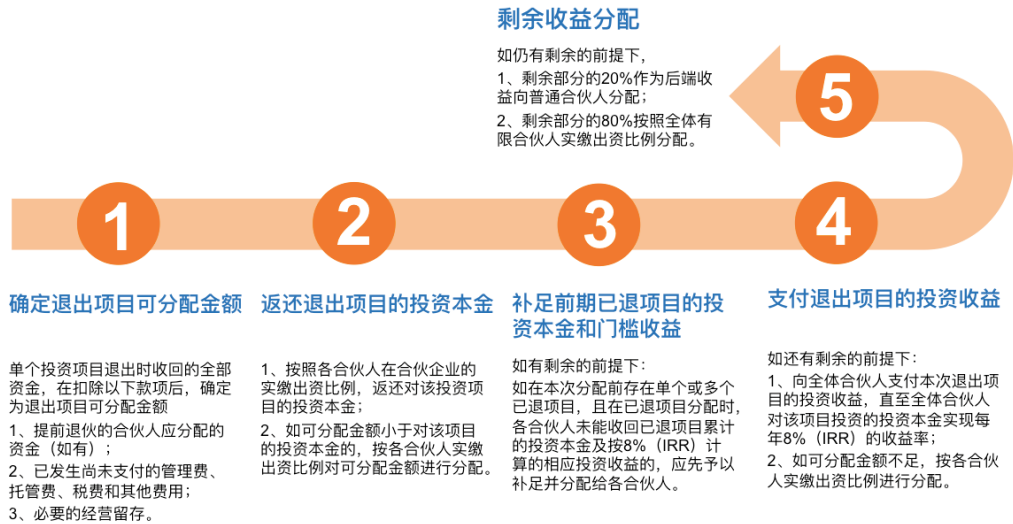 1
确定退出项目可分配金额
单个投资项目退出时收回的全部
资金，在扣除以下款项后，确定
为退出项目可分配金额
1、提前退伙的合伙人应分配的
资金（如有）；
2、已发生尚未支付的管理费、
托管费、税费和其他费用；
3、必要的经营留存。
2
返还退出项目的投资本金
1、按照各合伙人在合伙企业的
实缴出资比例，返还对该投资项
目的投资本金；
2、如可分配金额小于对该项目
的投资本金的，按各合伙人实缴
出资比例对可分配金额进行分配。
3
补足前期已退项目的投
资本金和门槛收益
如有剩余的前提下：
如在本次分配前存在单个或多个
已退项目，且在已退项目分配时，
各合伙人未能收回已退项目累计
的投资本金及按8%（IRR）计
算的相应投资收益的，应先予以
补足并分配给各合伙人。
4
支付退出项目的投资收益
如还有剩余的前提下：
1、向全体合伙人支付本次退出项
目的投资收益，直至全体合伙人
对该项目投资的投资本金实现每
年8%（IRR）的收益率；
2、如可分配金额不足，按各合伙
人实缴出资比例进行分配。
5
剩余收益分配
如仍有剩余的前提下，
1、剩余部分的20%作为后端收
益向普通合伙人分配；
2、剩余部分的80%按照全体有
限合伙人实缴出资比例分配。